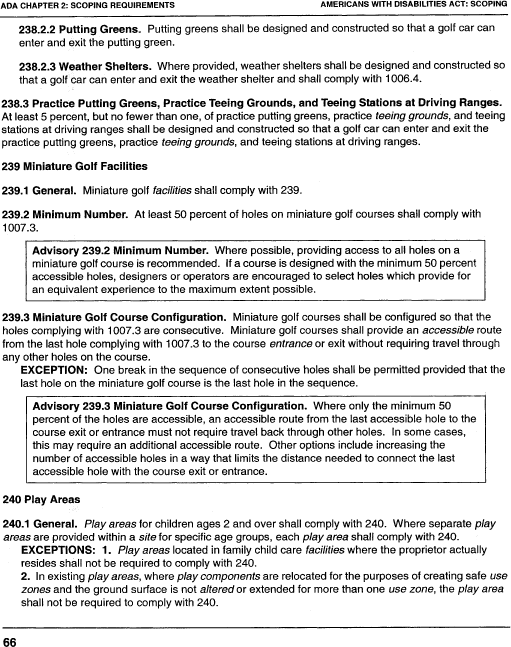 ADA CHAPTER 2: SCOPING REQUIREMENTS AMERICANS WITH DISABILITIES ACT: SCOPING
238.2.2 Putting Greens. Putting greens shall be designed and constructed so that a golf car can
enter and exit the putting green.
238.2.3 Weather Shelters. Where provided, weather shelters shall be designed and constructed so
that a golf car can enter and exit the weather shelter and shall comply with 1006.4.
238.3 Practice Putting Greens, Practice Teeing Grounds, and Teeing Stations at Driving Ranges.
At least 5 percent, but no fewer than one, of practice putting greens, practice teeing grounds, and teeing
stations at driving ranges shall be designed and constructed so that a golf car can enter and exit the
practice putting greens, practice teeing grounds, and teeing stations at driving ranges.
239 Miniature Golf Facilities
239.1 General. Miniature golf facilities shall comply with 239.
239.2 Minimum Number. At least 50 percent of holes on miniature golf courses shall comply with
1007.3.
Advisory 239.2 Minimum Number. Where possible, providing access to all holes on a
miniature golf course is recommended. If a course is designed with the minimum 50 percent
accessible holes, designers or operators are encouraged to select holes which provide for
an equivalent experience to the maximum extent possible.
239.3 Miniature Golf Course Configuration. Miniature golf courses shall be configured so that the
holes complying with 1007.3 are consecutive. Miniature golf courses shall provide an accessible route
from the last hole complying with 1007.3 to the course entrance or exit without requiring travel through
any other holes on the course.
EXCEPTION: One break in the sequence of consecutive holes shall be permitted provided that the
last hole on the miniature golf course is the last hole in the sequence.
Advisory 239.3 Miniature Golf Course Configuration. Where only the minimum 50
percent of the holes are accessible, an accessible route from the last accessible hole to the
course exit or entrance must not require travel back through other holes. In some cases,
this may require an additional accessible route. Other options include increasing the
number of accessible holes in a way that limits the distance needed to connect the last
accessible hole with the course exit or entrance.
240 Play Areas
240.1 General. Play areas for children ages 2 and over shall comply with 240. Where separate play
areas are provided within a site for specific age groups, each play area shall comply with 240.
EXCEPTIONS: 1. Play areas located in family child care facilities where the proprietor actually
resides shall not be required to comply with 240.
2. In existing play areas, where play components are relocated for the purposes of creating safe use
zones and the ground surface is not altered or extended for more than one use zone, the play area
shall not be required to comply with 240.
66